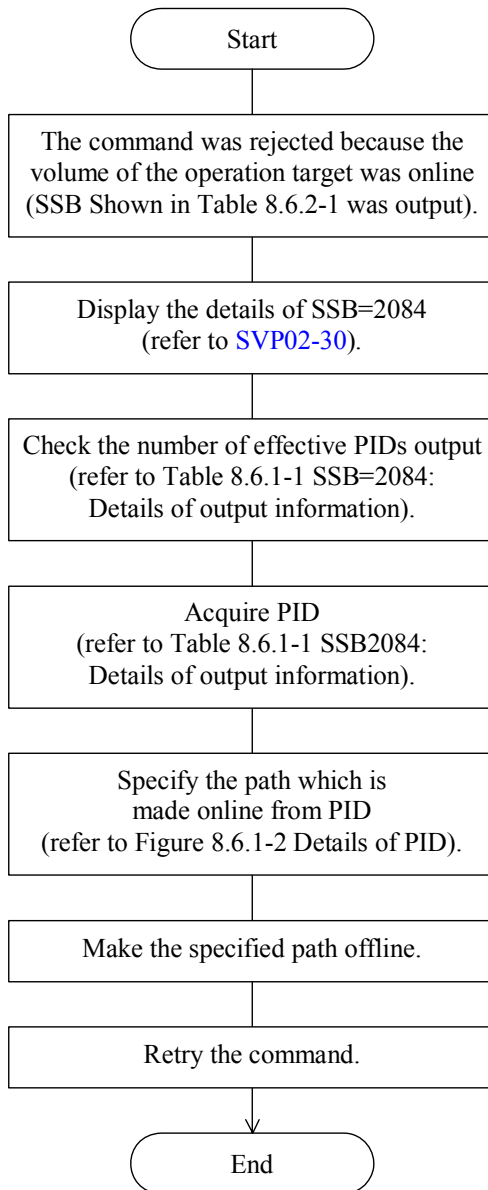 Start
The command was rejected because the
volume of the operation target was online
(SSB Shown in Table 8.6.2-1 was output).
Display the details of SSB=2084
(refer to SVP02-30).
Check the number of effective PIDs output
(refer to Table 8.6.1-1 SSB=2084:
Details of output information).
Acquire PID
(refer to Table 8.6.1-1 SSB2084:
Details of output information).
Specify the path which is
made online from PID
(refer to Figure 8.6.1-2 Details of PID).
Make the specified path offline.
Retry the command.
End